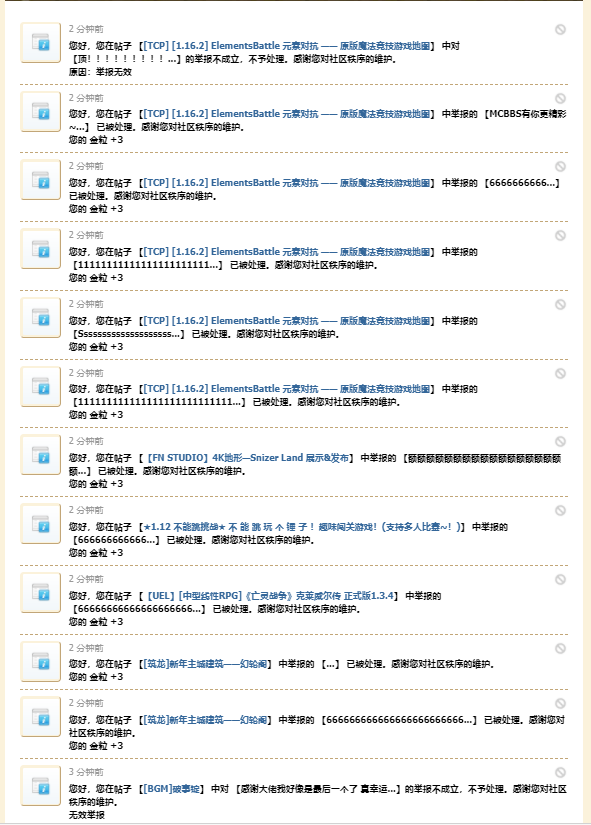 2 分钟前
您好，您在帖子 【[TCP] [1.16.2] ElementsBattle 元素对抗 —— 原版魔法竞技游戏地图】 中对
【顶！！！！！！！！！...】的举报不成立，不予处理。感谢您对社区秩序的维护。
原因：举报无效
2 分钟前
您好，您在帖子 【[TCP] [1.16.2] ElementsBattle 元素对抗 —— 原版魔法竞技游戏地图】 中举报的 【MCBBS有你更精彩
~...】 已被处理。感谢您对社区秩序的维护。
您的 金粒 +3
2 分钟前
您好，您在帖子 【[TCP] [1.16.2] ElementsBattle 元素对抗 —— 原版魔法竞技游戏地图】 中举报的 【6666666666...】
已被处理。感谢您对社区秩序的维护。
您的 金粒 +3
2 分钟前
您好，您在帖子 【[TCP] [1.16.2] ElementsBattle 元素对抗 —— 原版魔法竞技游戏地图】 中举报的
【11111111111111111111111...】 已被处理。感谢您对社区秩序的维护。
您的 金粒 +3
2 分钟前
您好，您在帖子 【[TCP] [1.16.2] ElementsBattle 元素对抗 —— 原版魔法竞技游戏地图】 中举报的
【Ssssssssssssssssssss...】 已被处理。感谢您对社区秩序的维护。
您的 金粒 +3
2 分钟前
您好，您在帖子 【[TCP] [1.16.2] ElementsBattle 元素对抗 —— 原版魔法竞技游戏地图】 中举报的
【111111111111111111111111111...】 已被处理。感谢您对社区秩序的维护。
您的 金粒 +3
2 分钟前
您好，您在帖子 【【FN STUDIO】4K地形—Snizer Land 展示&发布】 中举报的 【额额额额额额额额额额额额额额额额额
额...】 已被处理。感谢您对社区秩序的维护。
您的 金粒 +3
2 分钟前
您好，您在帖子 【★1.12 不能跳挑战★ 不 能 跳 玩 个 锤 子 ！趣味闯关游戏！(支持多人比赛~！)】 中举报的
【666666666666...】 已被处理。感谢您对社区秩序的维护。
您的 金粒 +3
2 分钟前
您好，您在帖子 【【UEL】[中型线性RPG]《亡灵战争》克莱威尔传 正式版1.3.4】 中举报的
【66666666666666666666...】 已被处理。感谢您对社区秩序的维护。
您的 金粒 +3
2 分钟前
您好，您在帖子 【[筑龙]新年主城建筑——幻轮阁】 中举报的 【...】 已被处理。感谢您对社区秩序的维护。
您的 金粒 +3
2 分钟前
您好，您在帖子 【[筑龙]新年主城建筑——幻轮阁】 中举报的 【666666666666666666666666...】 已被处理。感谢您对
社区秩序的维护。
您的 金粒 +3
3 分钟前
您好，您在帖子 【[BGM]破事锭】 中对 【感谢大佬我好像是最后一个了 真幸运...】的举报不成立，不予处理。感谢您对社区
秩序的维护。
无效举报